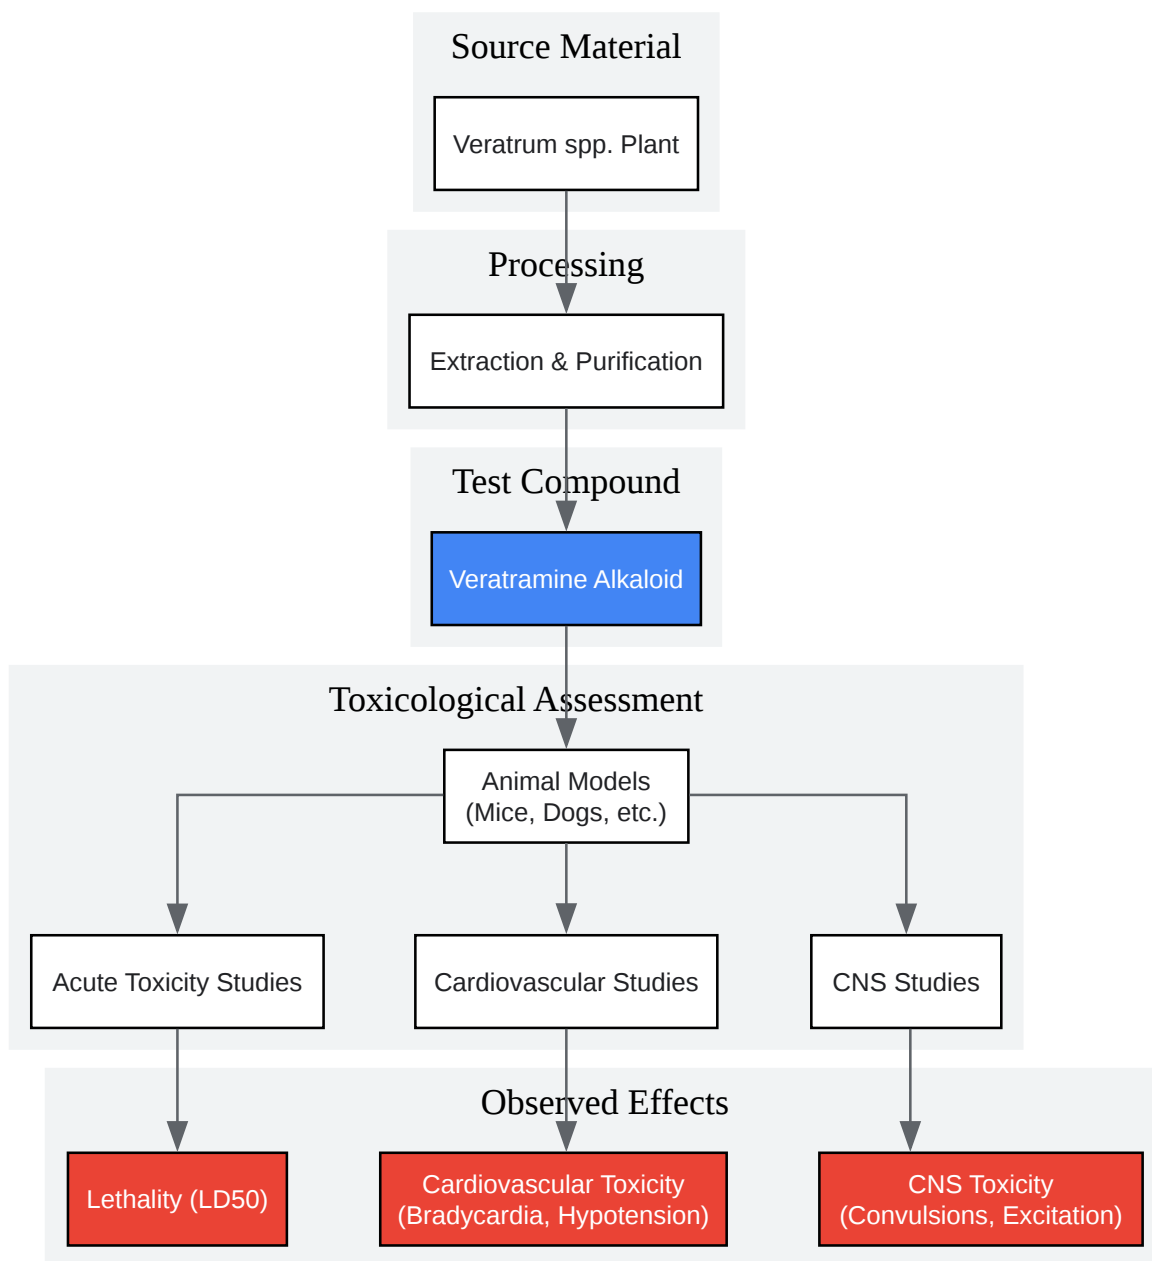 Source Material
Veratrum spp. Plant
Processing
Extraction & Purification
Test Compound
Veratramine Alkaloid
Toxicological Assessment
Animal Models
(Mice, Dogs, etc.)
Acute Toxicity Studies
Cardiovascular Studies
CNS Studies
Observed Effects
Lethality (LD50)
Cardiovascular Toxicity
(Bradycardia, Hypotension)
CNS Toxicity
(Convulsions, Excitation)